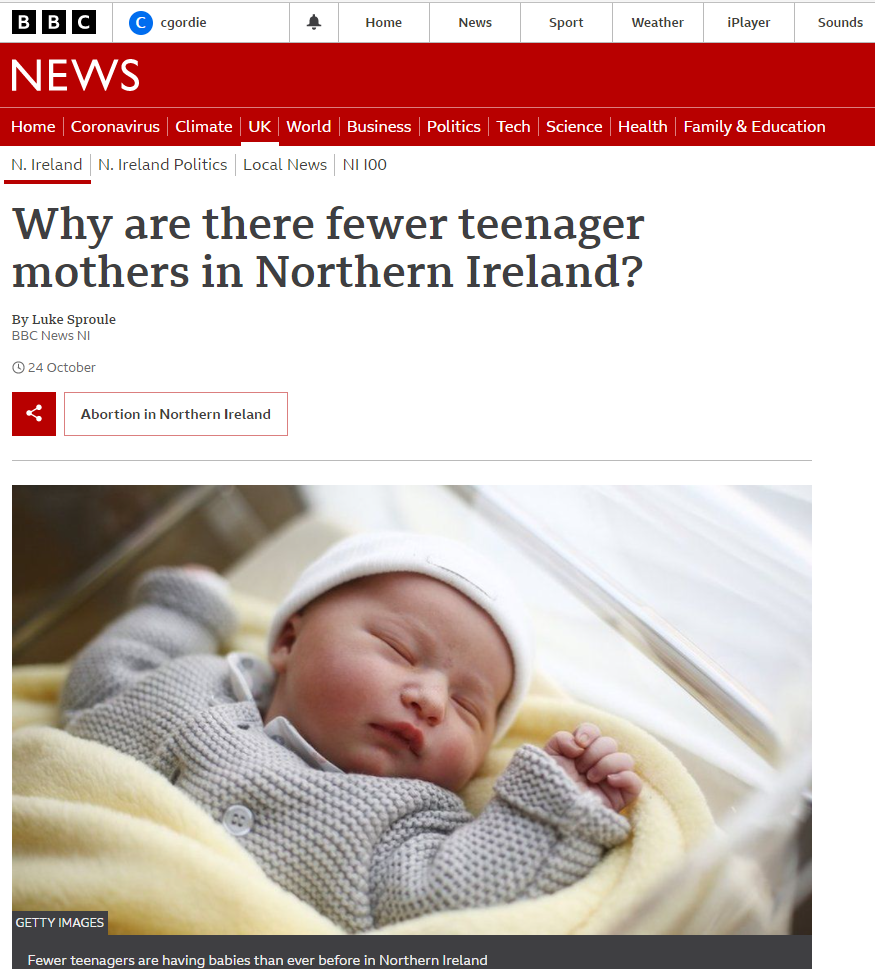 BBC C cgordie Home News Sport Weather iPlayer Sounds
NEWS
Home Coronavirus Climate UK World Business Politics Tech Science Health Family & Education
N. Ireland N. Ireland Politics Local News NI 100
Why are there fewer teenager
mothers in Northern Ireland?
By Luke Sproule
BBC News NI
24 October
Abortion in Northern Ireland
GETTY IMAGES
Fewer teenagers are having babies than ever before in Northern Ireland